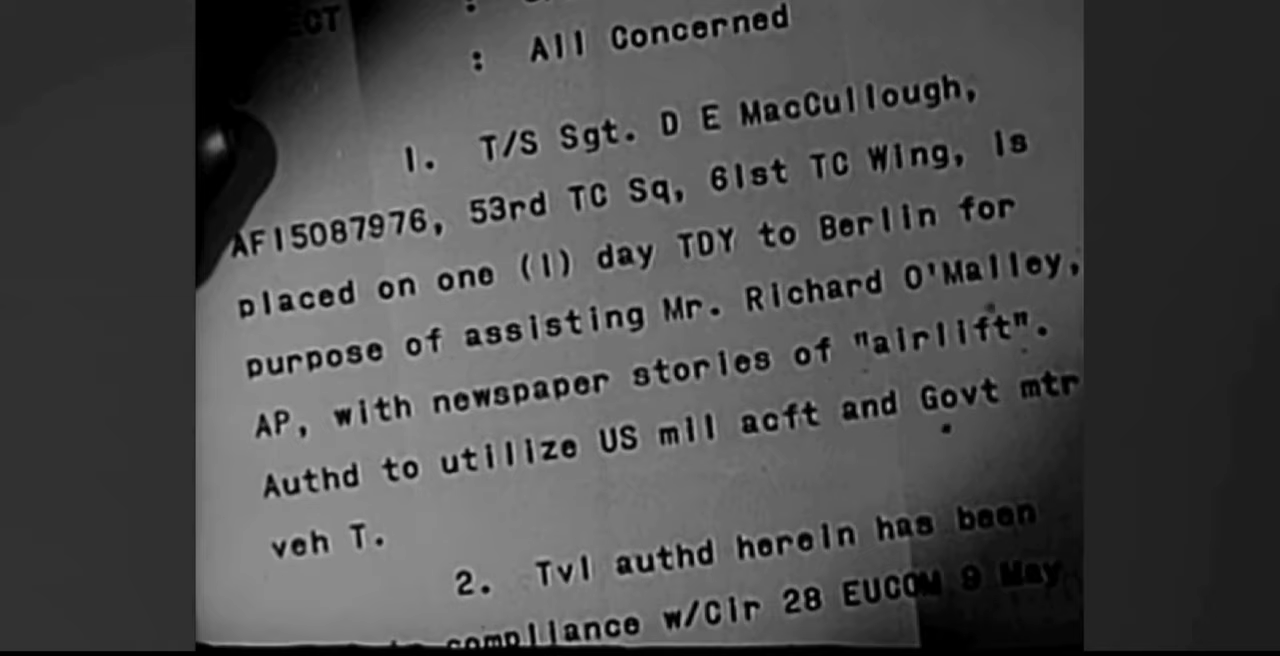 ECT :
: All Concerned
1. T/S Sgt. D E MacCullough,
AF15087976, 53rd TC Sq, 61st TC Wing, is
placed on one (1) day TDY to Berlin for
purpose of assisting Mr. Richard O'Malley,
AP, with newspaper stories of "airlift".
Authd to utilize US mil acft and Govt mtr
veh T.
2. Tvl authd herein has been
compliance w/Cir 28 EUCOM 9 May